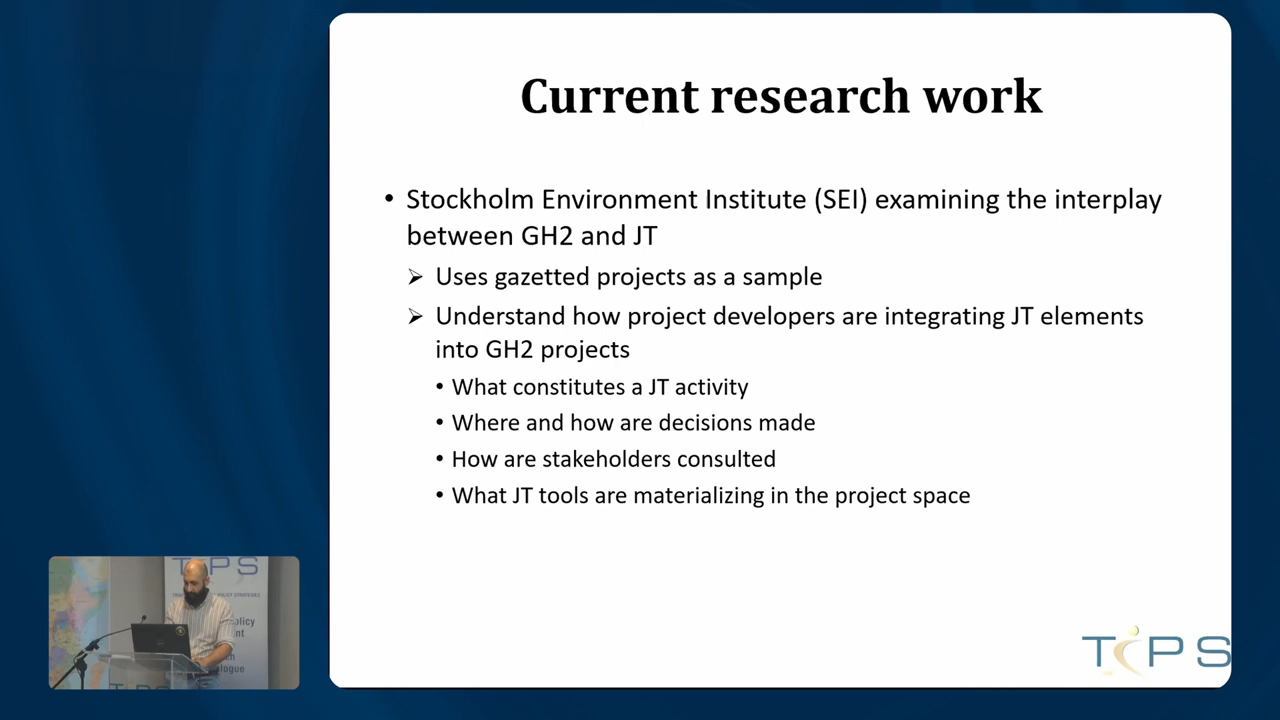 Current research work
• Stockholm Environment Institute (SEI) examining the interplay
between GH2 and JT
➢ Uses gazetted projects as a sample
➢ Understand how project developers are integrating JT elements
into GH2 projects
• What constitutes a JT activity
• Where and how are decisions made
• How are stakeholders consulted
• What JT tools are materializing in the project space
TIPS
TIPS